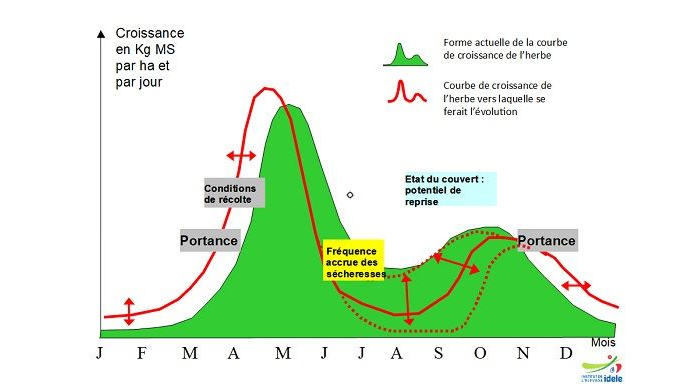 Croissance
en Kg MS
par ha et
par jour
Forme actuelle de la courbe
de croissance de l'herbe
Courbe de croissance de
l'herbe vers laquelle se
ferait l'évolution
Conditions
de récolte
Etat du couvert :
potentiel de
reprise
Portance
Fréquence
accrue des
sécheresses
Portance
Mois
J F M A M J J A S O N D
INSTITUT DE
L'ELEVAGE idele